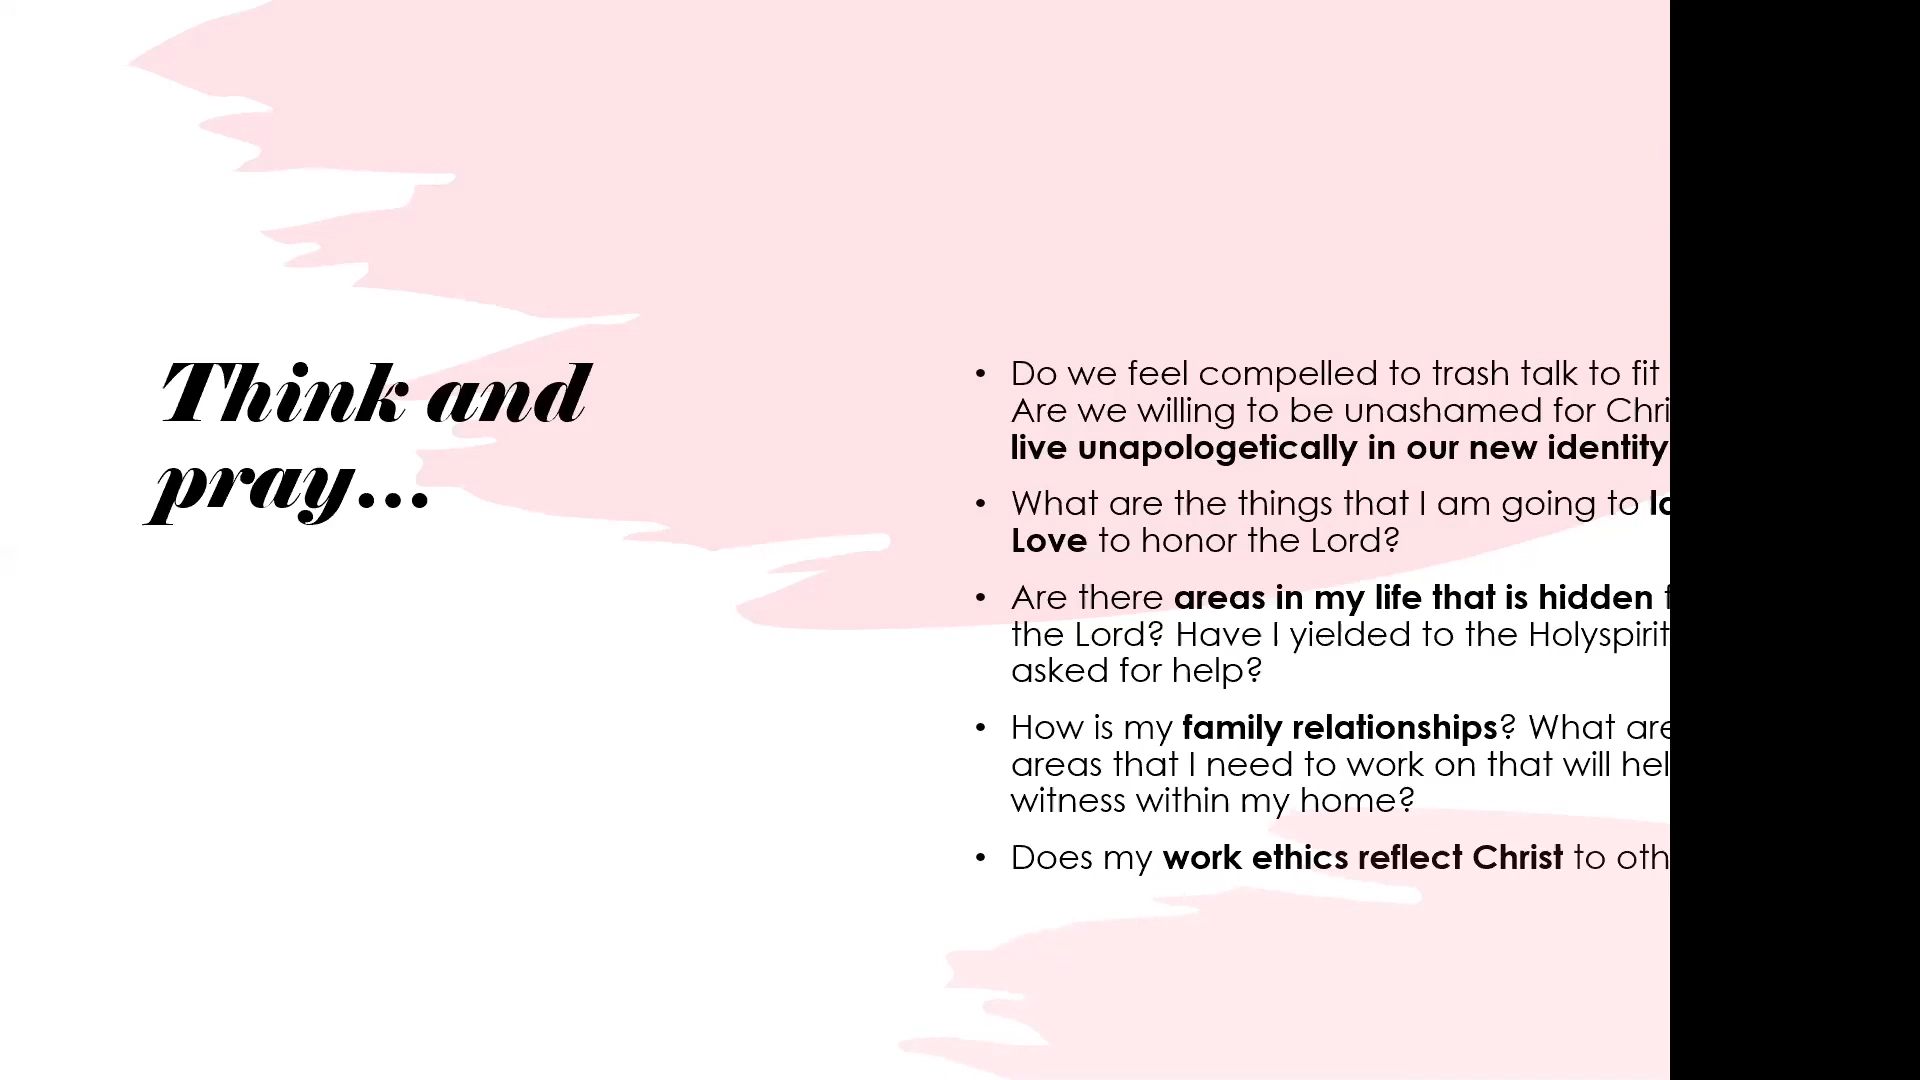 Think and
pray...
• Do we feel compelled to trash talk to fit
Are we willing to be unashamed for
live unapologetically in our new identity
• What are the things that I am going to
Love to honor the Lord?
• Are there areas in my life that is hidden
the Lord? Have I yielded to the Holyspirit
asked for help?
• How is my family relationships? What are
areas that I need to work on that will
witness within my home?
• Does my work ethics reflect Christ to